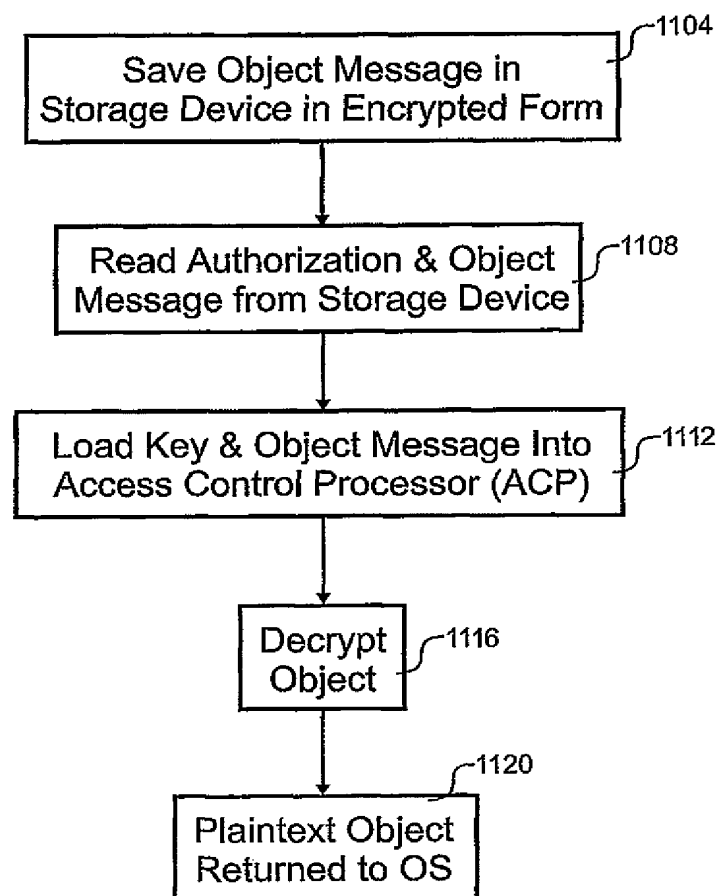 1104
Save Object Message in
Storage Device in Encrypted Form
1108
Read Authorization & Object
Message from Storage Device
1112
Load Key & Object Message Into
Access Control Processor (ACP)
1116
Decrypt
Object
1120
Plaintext Object
Returned to OS